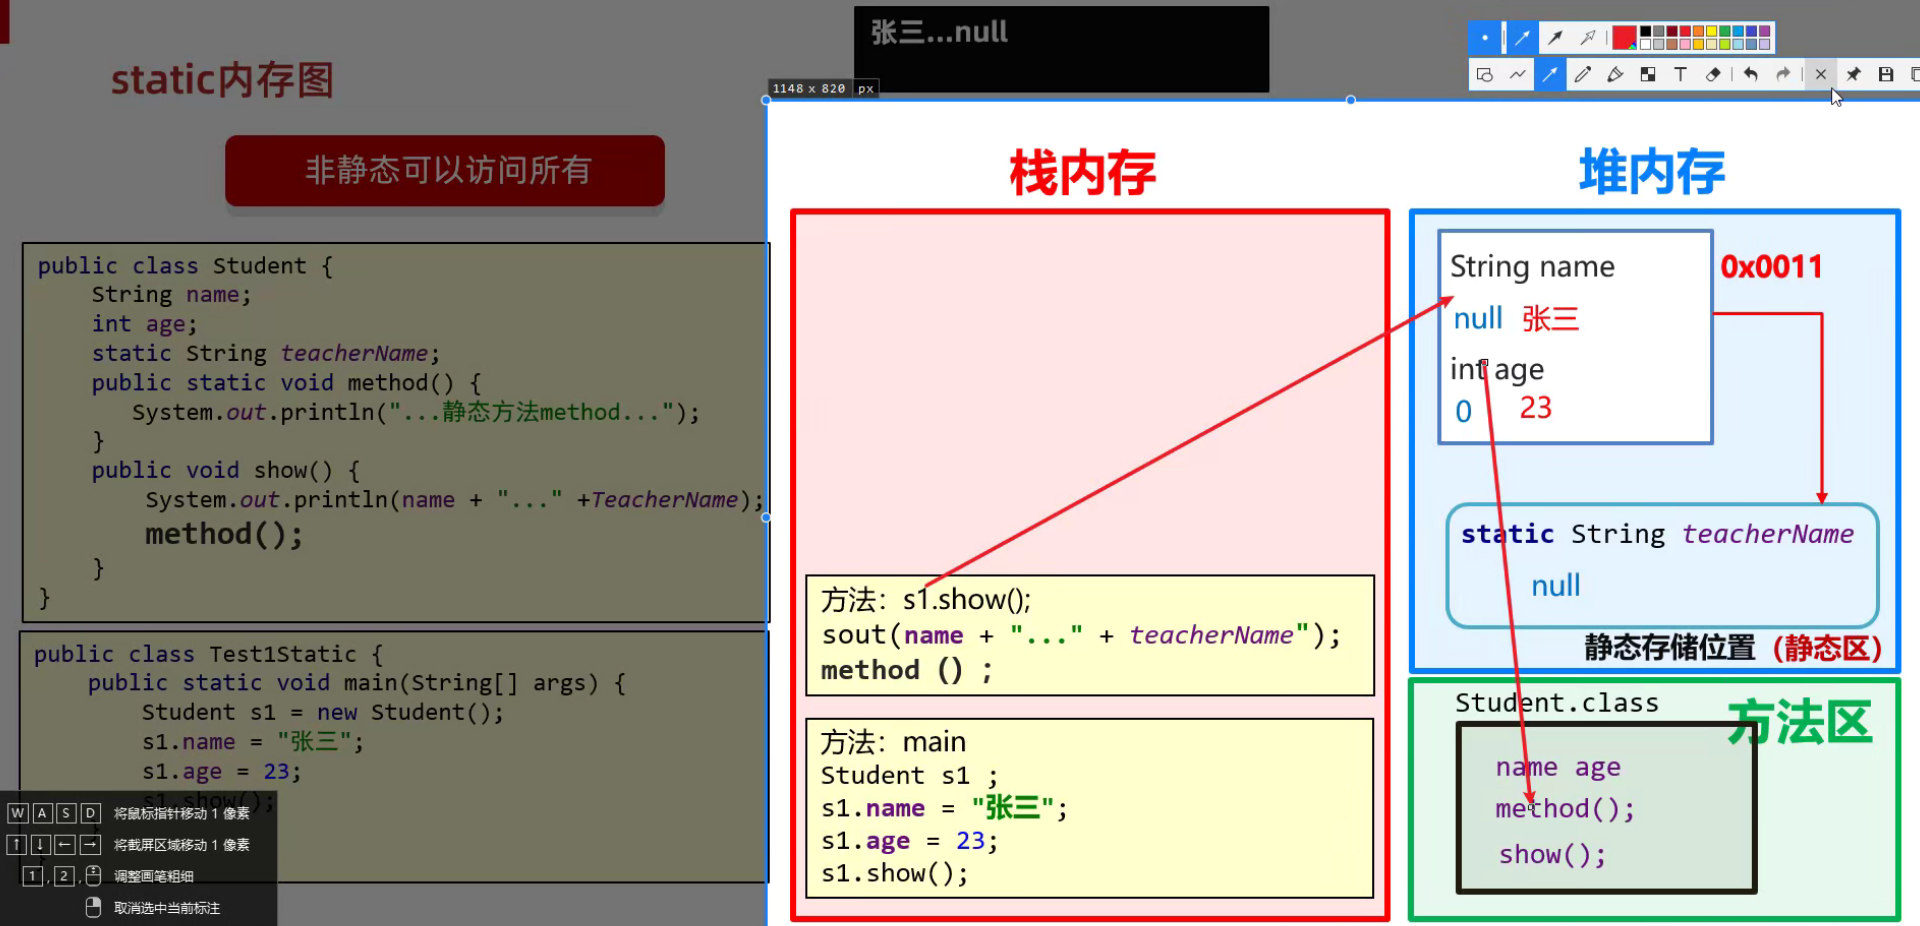 static内存图
非静态可以访问所有
public class Student {
String name;
int age;
static String teacherName;
public static void method() {
System.out.println("...静态方法method...");
}
public void show() {
System.out.println(name + "..." +TeacherName);
method();
}
}
public class Test1Static {
public static void main(String[] args) {
Student s1 = new Student();
s1.name = "张三";
s1.age = 23;
s1.show();
W A S D 将鼠标指针移动 1 像素
↑ ↓ ← → 将截屏区域移动 1 像素
1 , 2 , 调整画笔粗细
取消选中当前标注
张三...null
1148 x 820 px
栈内存
方法：s1.show();
sout(name + "..." + teacherName");
method () ;
方法：main
Student s1 ;
s1.name = "张三";
s1.age = 23;
s1.show();
堆内存
String name
null 张三
int age
0 23
0x0011
static String teacherName
null
静态存储位置（静态区）
Student.class
方法区
name age
method();
show();